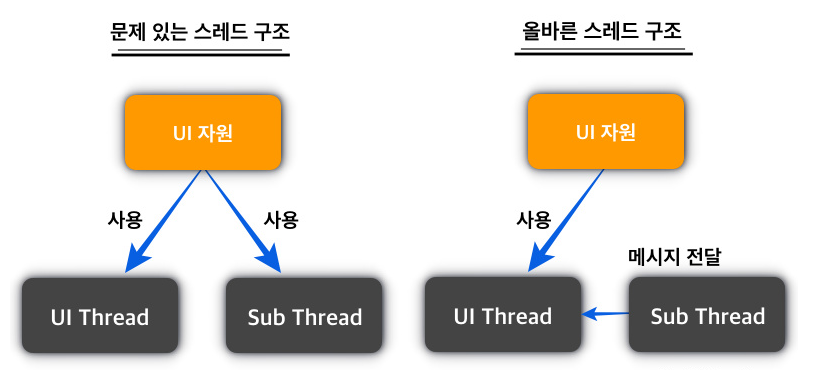 문제 있는 스레드 구조
UI 자원
사용
사용
UI Thread
Sub Thread
올바른 스레드 구조
UI 자원
사용
메시지 전달
UI Thread
Sub Thread